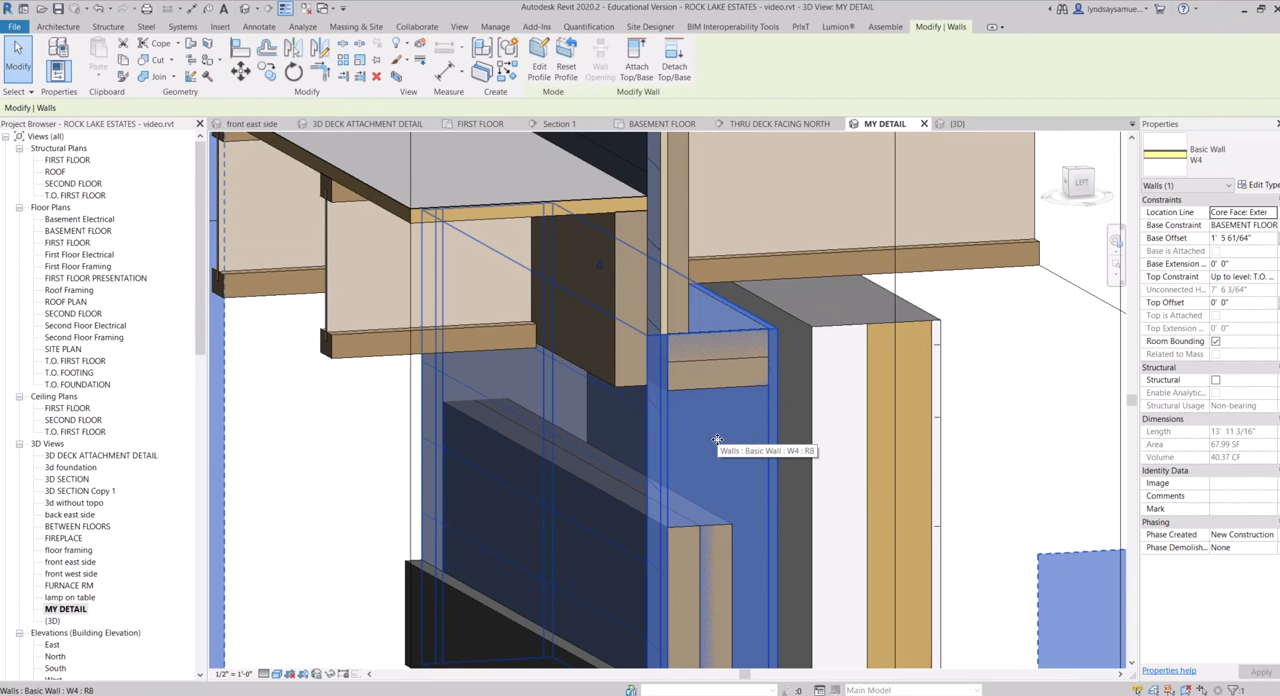 Autodesk Revit 2020.2 - Educational Version - ROCK LAKE ESTATES - video.rvt - 3D View: MY DETAIL
lyndsaysamue...
File Architecture Structure Steel Systems Insert Annotate Analyze Massing & Site Collaborate View Manage Add-Ins Quantification Site Designer BIM Interoperability Tools PrixT Lumion® Assemble Modify | Walls
Modify
Paste
Cope
Cut
Join
Edit Profile
Reset Profile
Wall Opening
Attach Top/Base
Detach Top/Base
Select Properties Clipboard Geometry Modify View Measure Create Mode Modify Wall
Modify | Walls
Project Browser - ROCK LAKE ESTATES - video.rvt
Views (all)
Structural Plans
FIRST FLOOR
ROOF
SECOND FLOOR
T.O. FIRST FLOOR
Floor Plans
Basement Electrical
BASEMENT FLOOR
FIRST FLOOR
First Floor Electrical
First Floor Framing
FIRST FLOOR PRESENTATION
Roof Framing
ROOF PLAN
SECOND FLOOR
Second Floor Electrical
Second Floor Framing
SITE PLAN
T.O. FIRST FLOOR
T.O. FOOTING
T.O. FOUNDATION
Ceiling Plans
FIRST FLOOR
SECOND FLOOR
T.O. FIRST FLOOR
3D Views
3D DECK ATTACHMENT DETAIL
3d foundation
3D SECTION
3D SECTION Copy 1
3d without topo
back east side
BETWEEN FLOORS
FIREPLACE
floor framing
front east side
front west side
FURNACE RM
lamp on table
MY DETAIL
{3D}
Elevations (Building Elevation)
East
North
South
front east side 3D DECK ATTACHMENT DETAIL FIRST FLOOR Section 1 BASEMENT FLOOR THRU DECK FACING NORTH MY DETAIL {3D}
LEFT
Walls : Basic Wall : W4 : R8
1/2" = 1'-0"
Properties
Basic Wall
W4
Walls (1) Edit Type
Constraints
Location Line Core Face: Exter
Base Constraint BASEMENT FLOOR
Base Offset 1' 5 61/64"
Base is Attached
Base Extension ... 0' 0"
Top Constraint Up to level: T.O. ...
Unconnected H... 7' 6 3/64"
Top Offset 0' 0"
Top is Attached
Top Extension ... 0' 0"
Room Bounding
Related to Mass
Structural
Structural
Enable Analytic...
Structural Usage Non-bearing
Dimensions
Length 13' 11 3/16"
Area 67.99 SF
Volume 40.37 CF
Identity Data
Image
Comments
Mark
Phasing
Phase Created New Construction
Phase Demolish... None
Properties help Apply
Walls : Basic Wall : W4 : R8
:0 Main Model